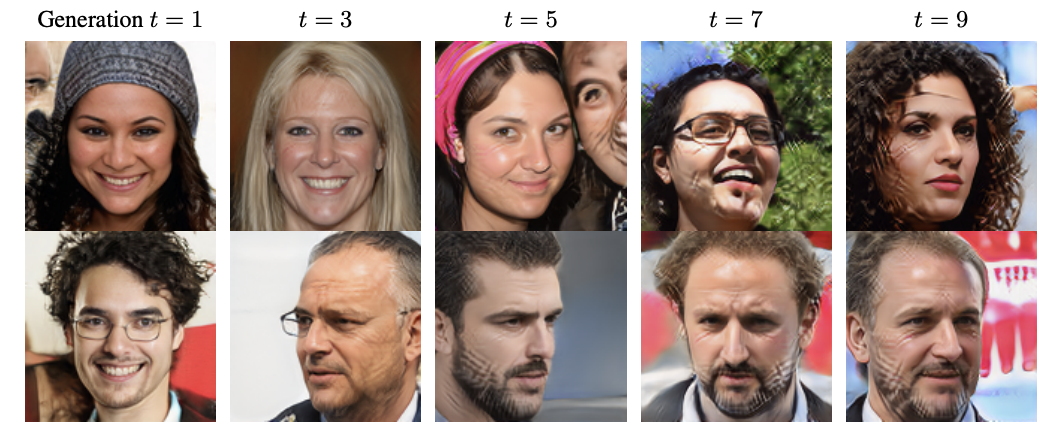 Generation t = 1 t = 3 t = 5 t = 7 t = 9